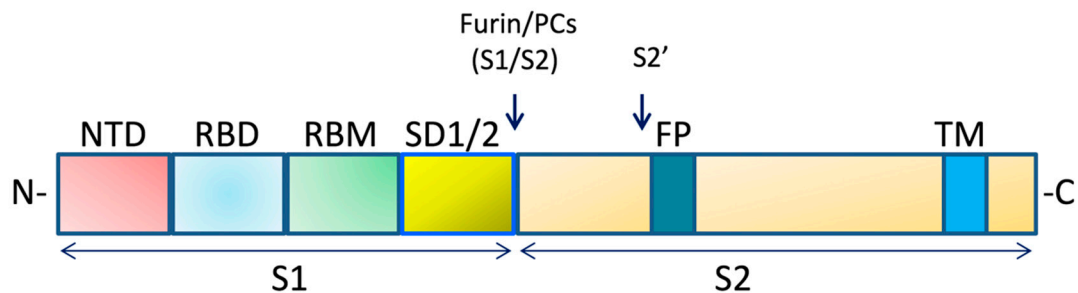 Furin/PCs
(S1/S2)
S2’
NTD RBD RBM SD1/2 FP TM
N- -C
S1 S2